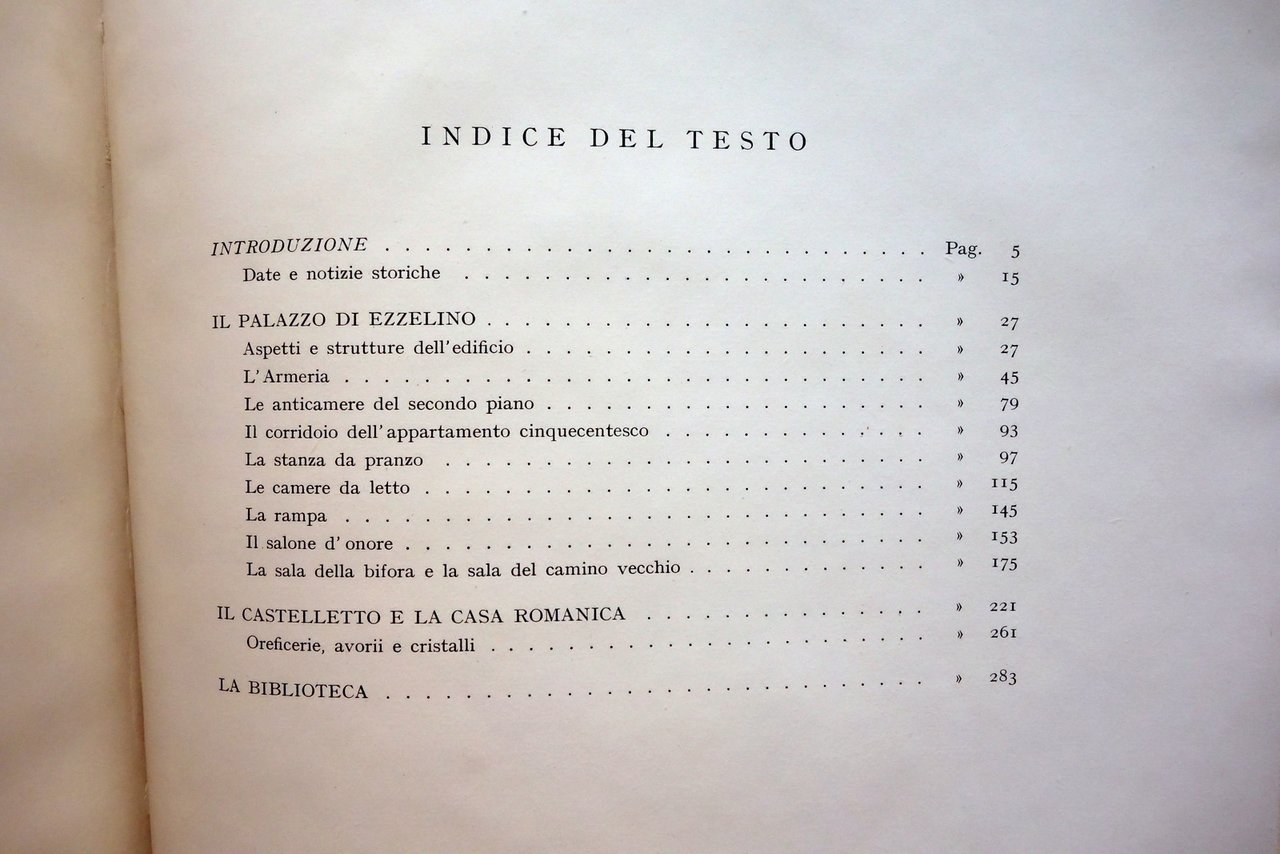 INDICE DEL TESTO
INTRODUZIONE . . . . . . . . . . . . . . . . . . . . . . . . . . . . Pag. 5
Date e notizie storiche . . . . . . . . . . . . . . . . . . . . . . . . » 15
IL PALAZZO DI EZZELINO . . . . . . . . . . . . . . . . . . . . . . . » 27
Aspetti e strutture dell'edificio . . . . . . . . . . . . . . . . . . . . . » 27
L'Armeria . . . . . . . . . . . . . . . . . . . . . . . . . . . . . . » 45
Le anticamere del secondo piano . . . . . . . . . . . . . . . . . . . . » 79
Il corridoio dell'appartamento cinquecentesco . . . . . . . . . . . . . . » 93
La stanza da pranzo . . . . . . . . . . . . . . . . . . . . . . . . . » 97
Le camere da letto . . . . . . . . . . . . . . . . . . . . . . . . . . » 115
La rampa . . . . . . . . . . . . . . . . . . . . . . . . . . . . . . » 145
Il salone d'onore . . . . . . . . . . . . . . . . . . . . . . . . . . . » 153
La sala della bifora e la sala del camino vecchio . . . . . . . . . . . . . » 175
IL CASTELLETTO E LA CASA ROMANICA . . . . . . . . . . . . . . . » 221
Oreficerie, avorii e cristalli . . . . . . . . . . . . . . . . . . . . . . . » 261
LA BIBLIOTECA . . . . . . . . . . . . . . . . . . . . . . . . . . . . » 283